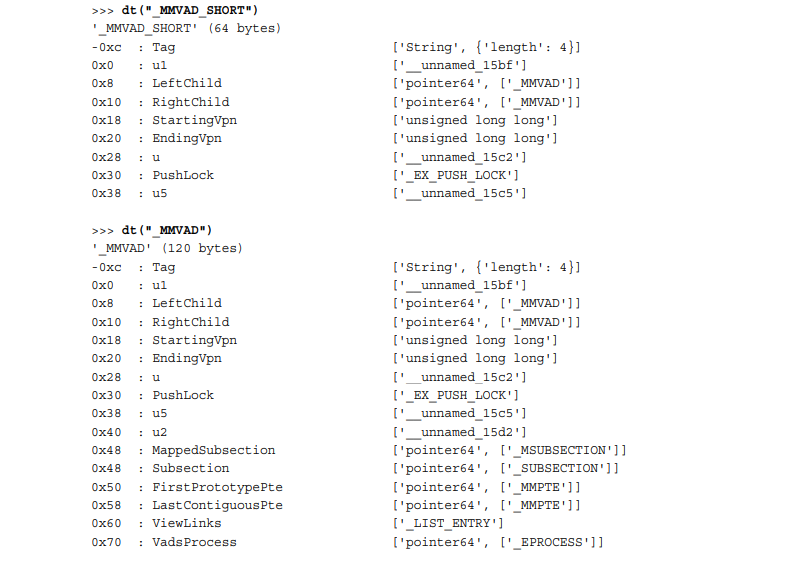 >>> dt("_MMVAD_SHORT")
'_MMVAD_SHORT' (64 bytes)
-0xc : Tag ['String', {'length': 4}]
0x0 : u1 ['__unnamed_15bf']
0x8 : LeftChild ['pointer64', ['_MMVAD']]
0x10 : RightChild ['pointer64', ['_MMVAD']]
0x18 : StartingVpn ['unsigned long long']
0x20 : EndingVpn ['unsigned long long']
0x28 : u ['__unnamed_15c2']
0x30 : PushLock ['_EX_PUSH_LOCK']
0x38 : u5 ['__unnamed_15c5']

>>> dt("_MMVAD")
'_MMVAD' (120 bytes)
-0xc : Tag ['String', {'length': 4}]
0x0 : u1 ['__unnamed_15bf']
0x8 : LeftChild ['pointer64', ['_MMVAD']]
0x10 : RightChild ['pointer64', ['_MMVAD']]
0x18 : StartingVpn ['unsigned long long']
0x20 : EndingVpn ['unsigned long long']
0x28 : u ['__unnamed_15c2']
0x30 : PushLock ['_EX_PUSH_LOCK']
0x38 : u5 ['__unnamed_15c5']
0x40 : u2 ['__unnamed_15d2']
0x48 : MappedSubsection ['pointer64', ['_MSUBSECTION']]
0x48 : Subsection ['pointer64', ['_SUBSECTION']]
0x50 : FirstPrototypePte ['pointer64', ['_MMPTE']]
0x58 : LastContiguousPte ['pointer64', ['_MMPTE']]
0x60 : ViewLinks ['_LIST_ENTRY']
0x70 : VadsProcess ['pointer64', ['_EPROCESS']]